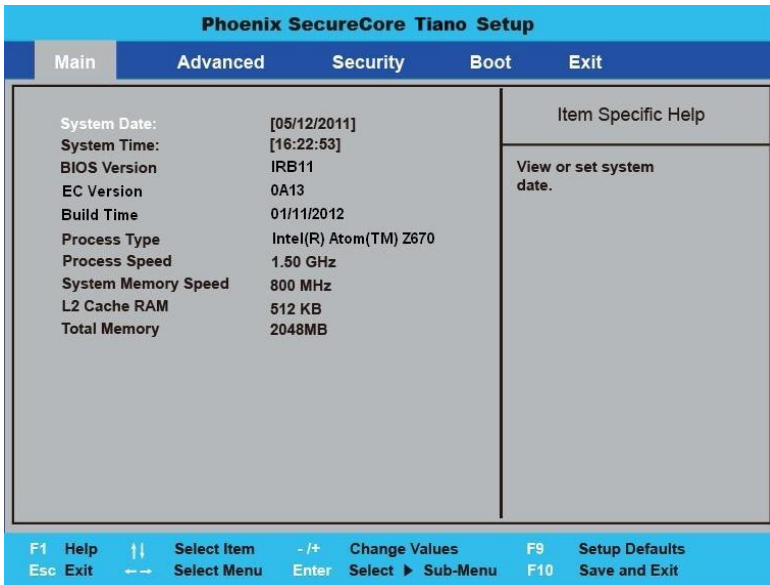 Phoenix SecureCore Tiano Setup
Main Advanced Security Boot Exit
Item Specific Help
System Date: [05/12/2011]
System Time: [16:22:53]
BIOS Version IRB11
EC Version 0A13
Build Time 01/11/2012
Process Type Intel(R) Atom(TM) Z670
Process Speed 1.50 GHz
System Memory Speed 800 MHz
L2 Cache RAM 512 KB
Total Memory 2048MB
View or set system
date.
F1 Help ↑↓ Select Item - /+ Change Values F9 Setup Defaults
Esc Exit ←→ Select Menu Enter Select ▶ Sub-Menu F10 Save and Exit